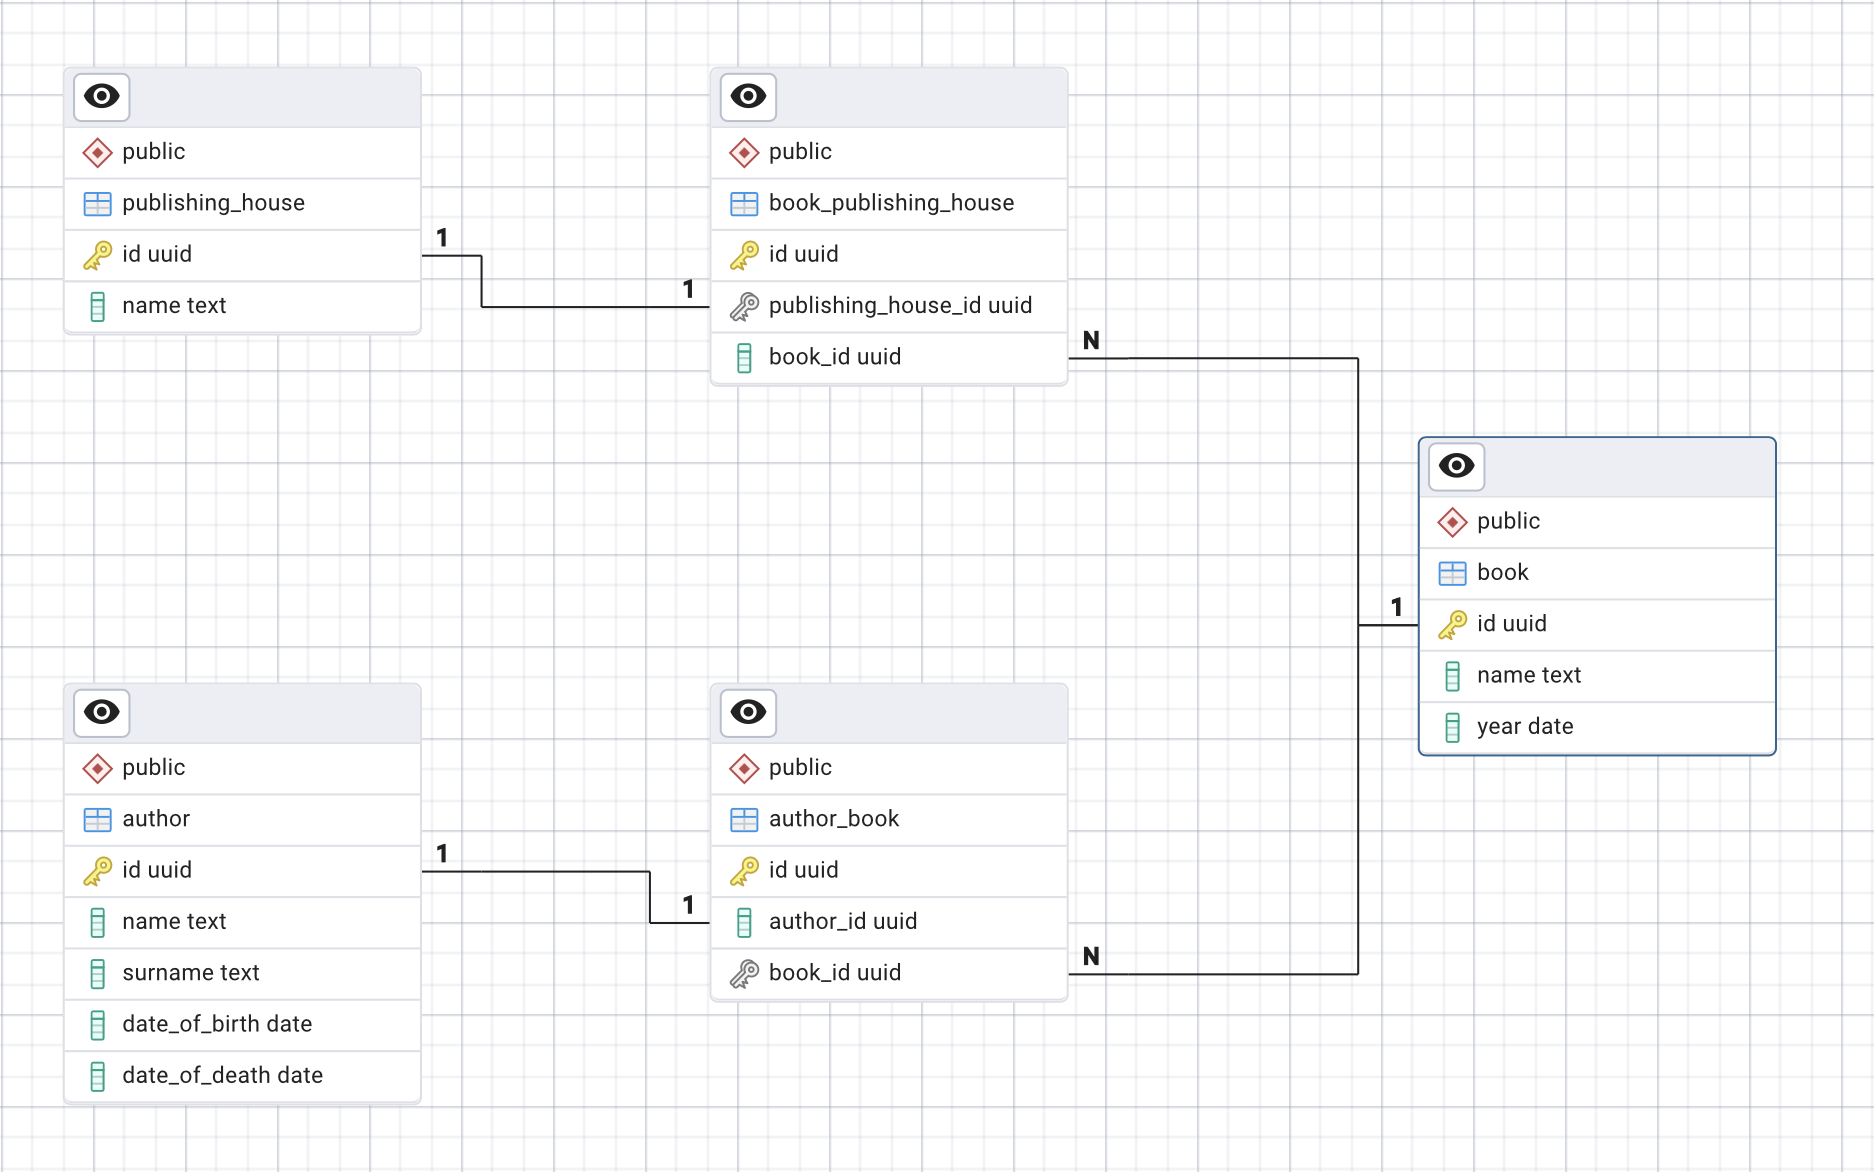 public
publishing_house
id uuid
name text
1
1
public
book_publishing_house
id uuid
publishing_house_id uuid
book_id uuid
N
1
public
book
id uuid
name text
year date
public
author
id uuid
name text
surname text
date_of_birth date
date_of_death date
1
1
public
author_book
id uuid
author_id uuid
book_id uuid
N